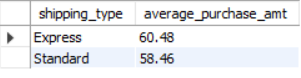 shipping_type average_purchase_amt
Express 60.48
Standard 58.46